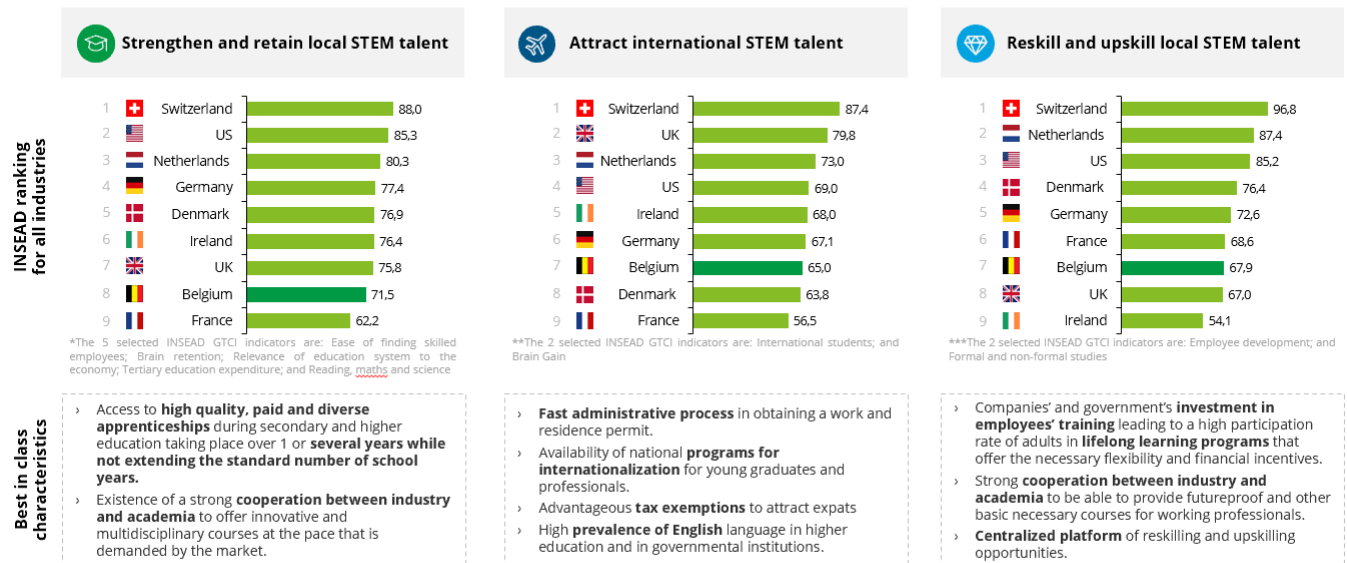 Strengthen and retain local STEM talent
Attract international STEM talent
Reskill and upskill local STEM talent
INSEAD ranking
for all industries
1 Switzerland 88,0
2 US 85,3
3 Netherlands 80,3
4 Germany 77,4
5 Denmark 76,9
6 Ireland 76,4
7 UK 75,8
8 Belgium 71,5
9 France 62,2
*The 5 selected INSEAD GTCI indicators are: Ease of finding skilled
employees; Brain retention; Relevance of education system to the
economy; Tertiary education expenditure; and Reading, maths and science
1 Switzerland 87,4
2 UK 79,8
3 Netherlands 73,0
4 US 69,0
5 Ireland 68,0
6 Germany 67,1
7 Belgium 65,0
8 Denmark 63,8
9 France 56,5
**The 2 selected INSEAD GTCI indicators are: International students; and
Brain Gain
1 Switzerland 96,8
2 Netherlands 87,4
3 US 85,2
4 Denmark 76,4
5 Germany 72,6
6 France 68,6
7 Belgium 67,9
8 UK 67,0
9 Ireland 54,1
***The 2 selected INSEAD GTCI indicators are: Employee development; and
Formal and non-formal studies
Best in class
characteristics
› Access to high quality, paid and diverse
apprenticeships during secondary and higher
education taking place over 1 or several years while
not extending the standard number of school
years.
› Existence of a strong cooperation between industry
and academia to offer innovative and
multidisciplinary courses at the pace that is
demanded by the market.
› Fast administrative process in obtaining a work and
residence permit.
› Availability of national programs for
internationalization for young graduates and
professionals.
› Advantageous tax exemptions to attract expats
› High prevalence of English language in higher
education and in governmental institutions.
› Companies' and government's investment in
employees' training leading to a high participation
rate of adults in lifelong learning programs that
offer the necessary flexibility and financial incentives.
› Strong cooperation between industry and
academia to be able to provide futureproof and other
basic necessary courses for working professionals.
› Centralized platform of reskilling and upskilling
opportunities.